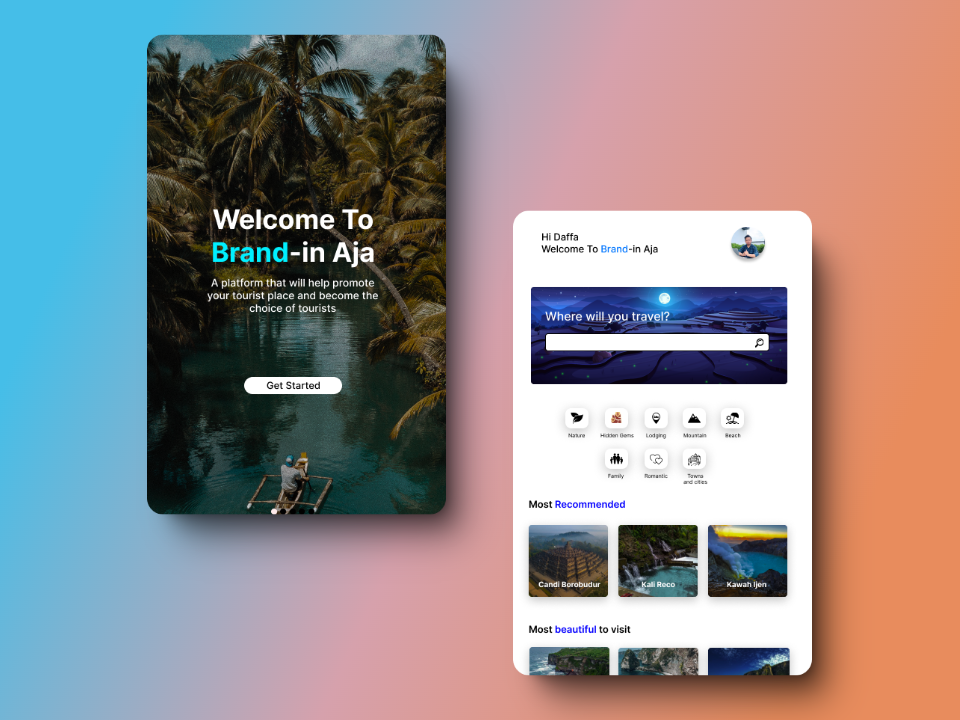 Welcome To
Brand-in Aja
A platform that will help promote
your tourist place and become the
choice of tourists
Get Started
Hi Daffa
Welcome To Brand-in Aja
Where will you travel?
Nature
Hidden Gems
Lodging
Mountain
Beach
Family
Romantic
Towns
and cities
Most Recommended
Candi Borobudur
Kali Reco
Kawah Ijen
Most beautiful to visit